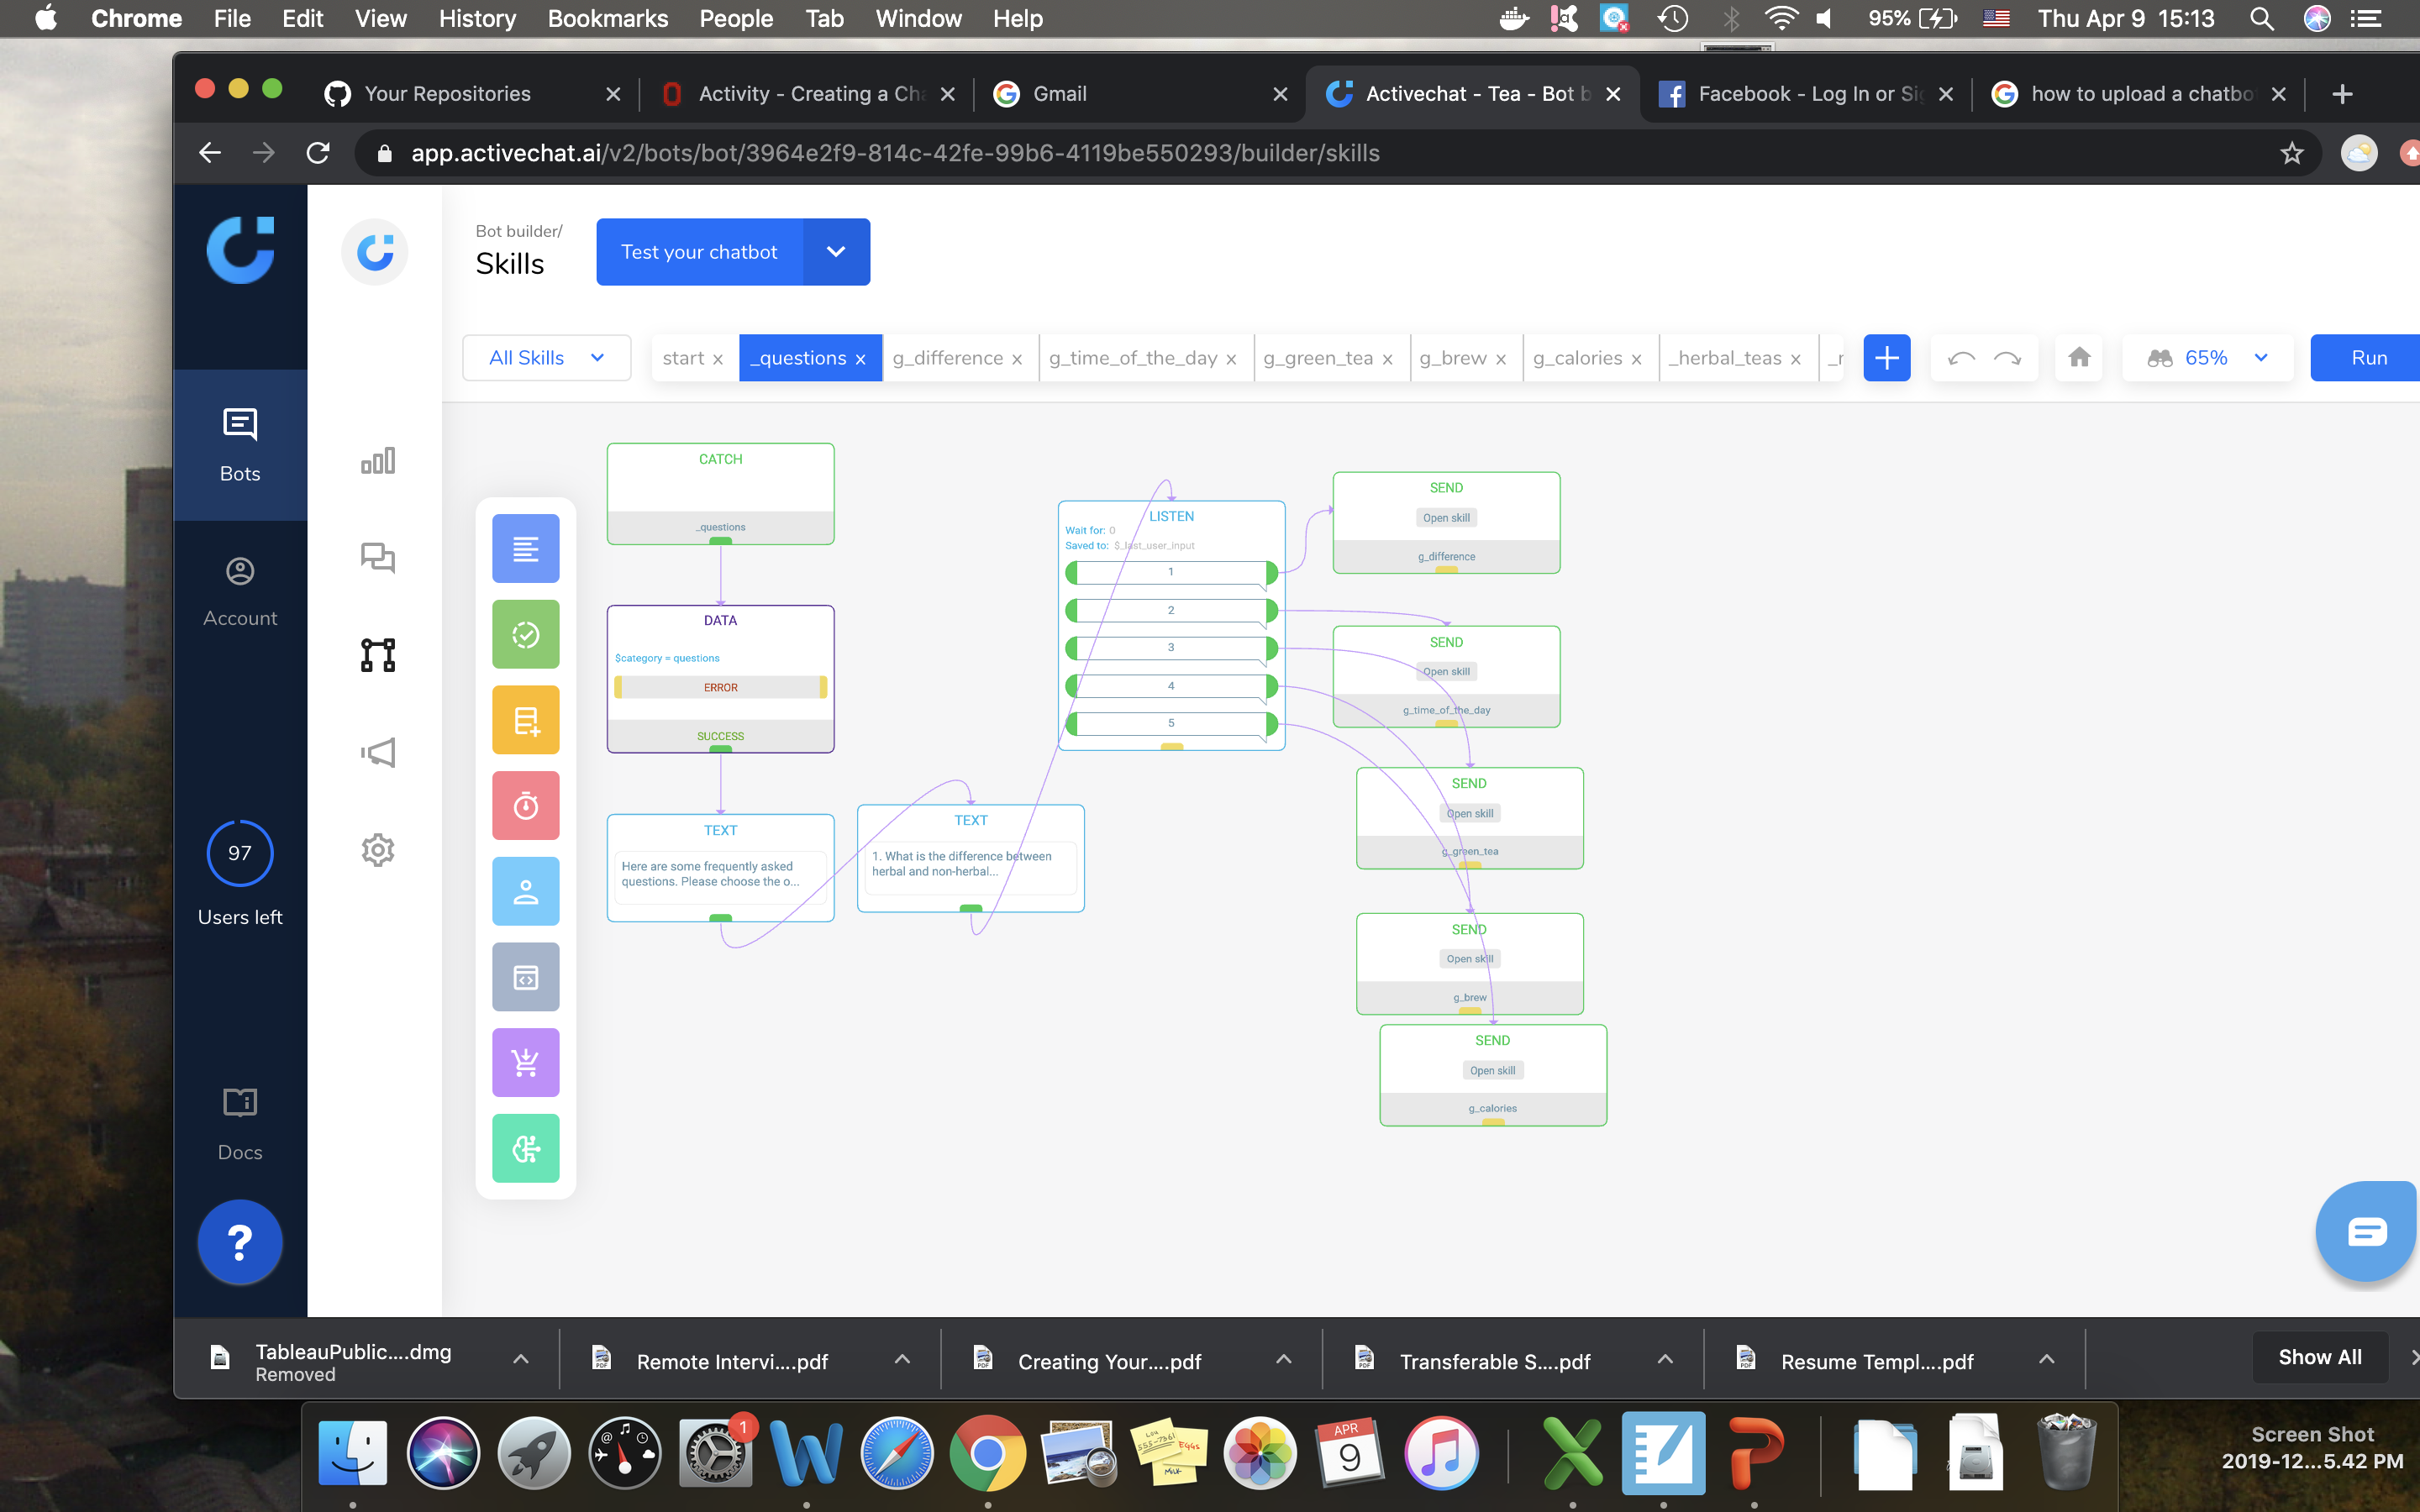 Chrome File Edit View History Bookmarks People Tab Window Help
95% Thu Apr 9 15:13
Your Repositories
Activity - Creating a Cha
Gmail
Activechat - Tea - Bot b
Facebook - Log In or Sig
how to upload a chatbo
app.activechat.ai/v2/bots/bot/3964e2f9-814c-42fe-99b6-4119be550293/builder/skills
Bot builder/
Skills
Test your chatbot
All Skills
start x
_questions x
g_difference x
g_time_of_the_day x
g_green_tea x
g_brew x
g_calories x
_herbal_teas x
65%
Run
Bots
Account
97
Users left
Docs
?
CATCH
_questions
DATA
$category = questions
ERROR
SUCCESS
TEXT
Here are some frequently asked
questions. Please choose the o...
TEXT
1. What is the difference between
herbal and non-herbal...
LISTEN
Wait for: 0
Saved to: $_last_user_input
1
2
3
4
5
SEND
Open skill
g_difference
SEND
Open skill
g_time_of_the_day
SEND
Open skill
g_green_tea
SEND
Open skill
g_brew
SEND
Open skill
g_calories
TableauPublic....dmg
Removed
Remote Intervi....pdf
Creating Your....pdf
Transferable S....pdf
Resume Templ....pdf
Show All
1
APR
9
Screen Shot
2019-12...5.42 PM